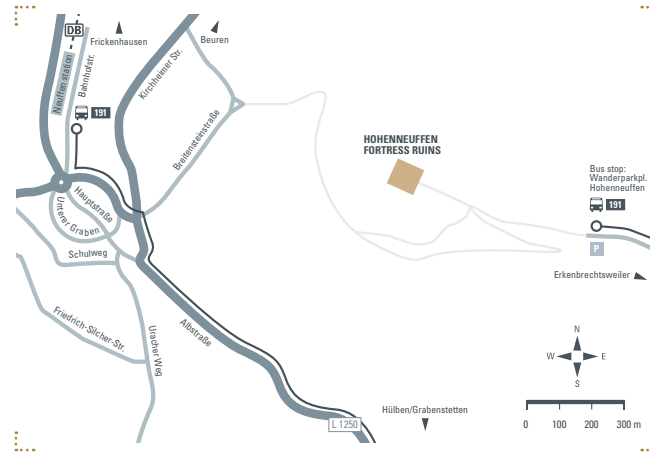 DB
Frickenhausen
Beuren
Neuffen station
Bahnhofstr.
Kirchheimer Str.
191
Breitensteinstraße
HOHENNEUFFEN
FORTRESS RUINS
Bus stop:
Wanderparkpl.
Hohenneuffen
191
P
Erkenbrechtsweiler
Hauptstraße
Unterer Graben
Schulweg
Friedrich-Silcher-Str.
Uracher Weg
Albstraße
N
W
E
S
Hülben/Grabenstetten
L 1250
0 100 200 300 m